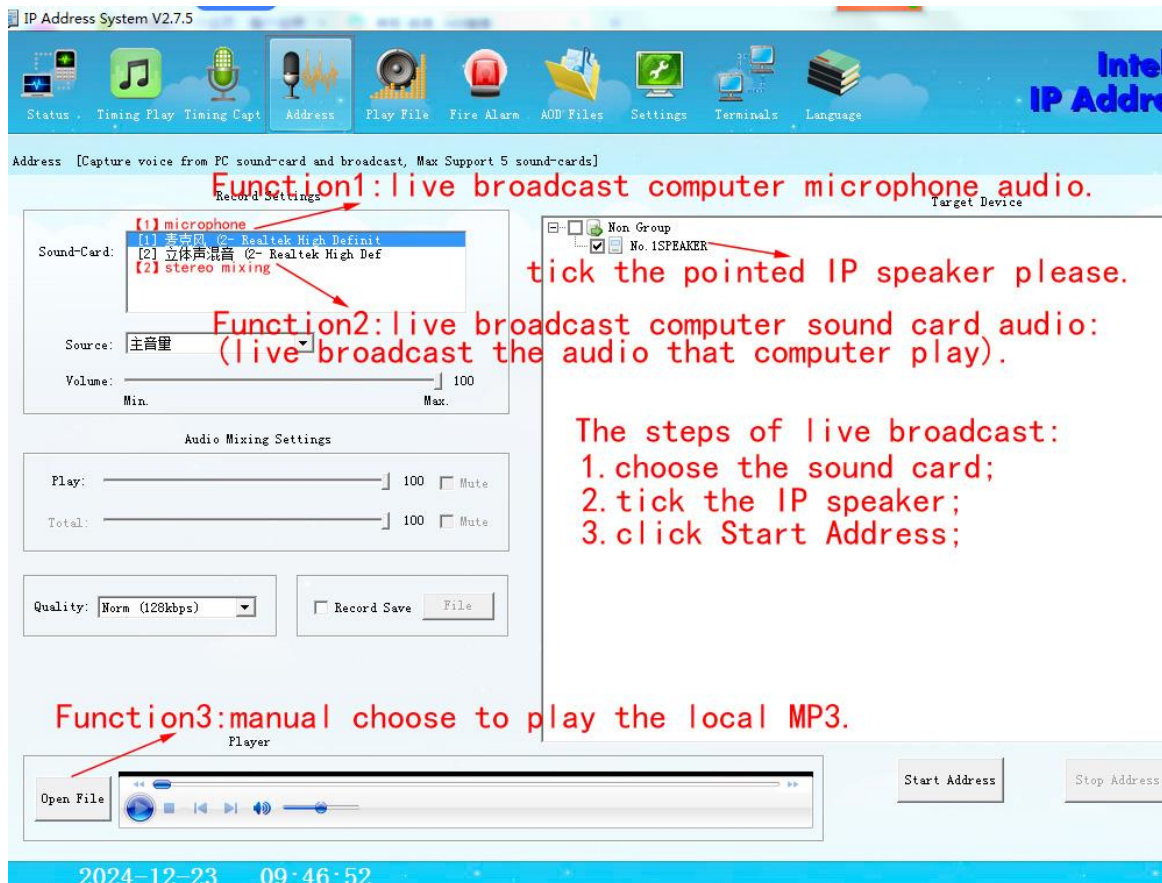 IP Address System V2.7.5
Status Timing Play Timing Capt Address Play File Fire Alarm AOD Files Settings Terminals Language
IP Addre
Address [Capture voice from PC sound-card and broadcast, Max Support 5 sound-cards]
Function1:live broadcast computer microphone audio.
Record Settings
Target Device
【1】microphone
Sound-Card:
[1] 麦克风 (2- Realtek High Definit
[2] 立体声混音 (2- Realtek High Def
【2】stereo mixing
Non Group
No. 1SPEAKER
tick the pointed IP speaker please.
Function2:live broadcast computer sound card audio:
(live broadcast the audio that computer play).
Source: 主音量
Volume: 100
Min. Max.
Audio Mixing Settings
Play: 100 Mute
Total: 100 Mute
The steps of live broadcast:
1.choose the sound card;
2.tick the IP speaker;
3.click Start Address;
Quality: Norm (128kbps)
Record Save File
Function3:manual choose to play the local MP3.
Player
Open File
Start Address
Stop Address
2024-12-23 09:46:52